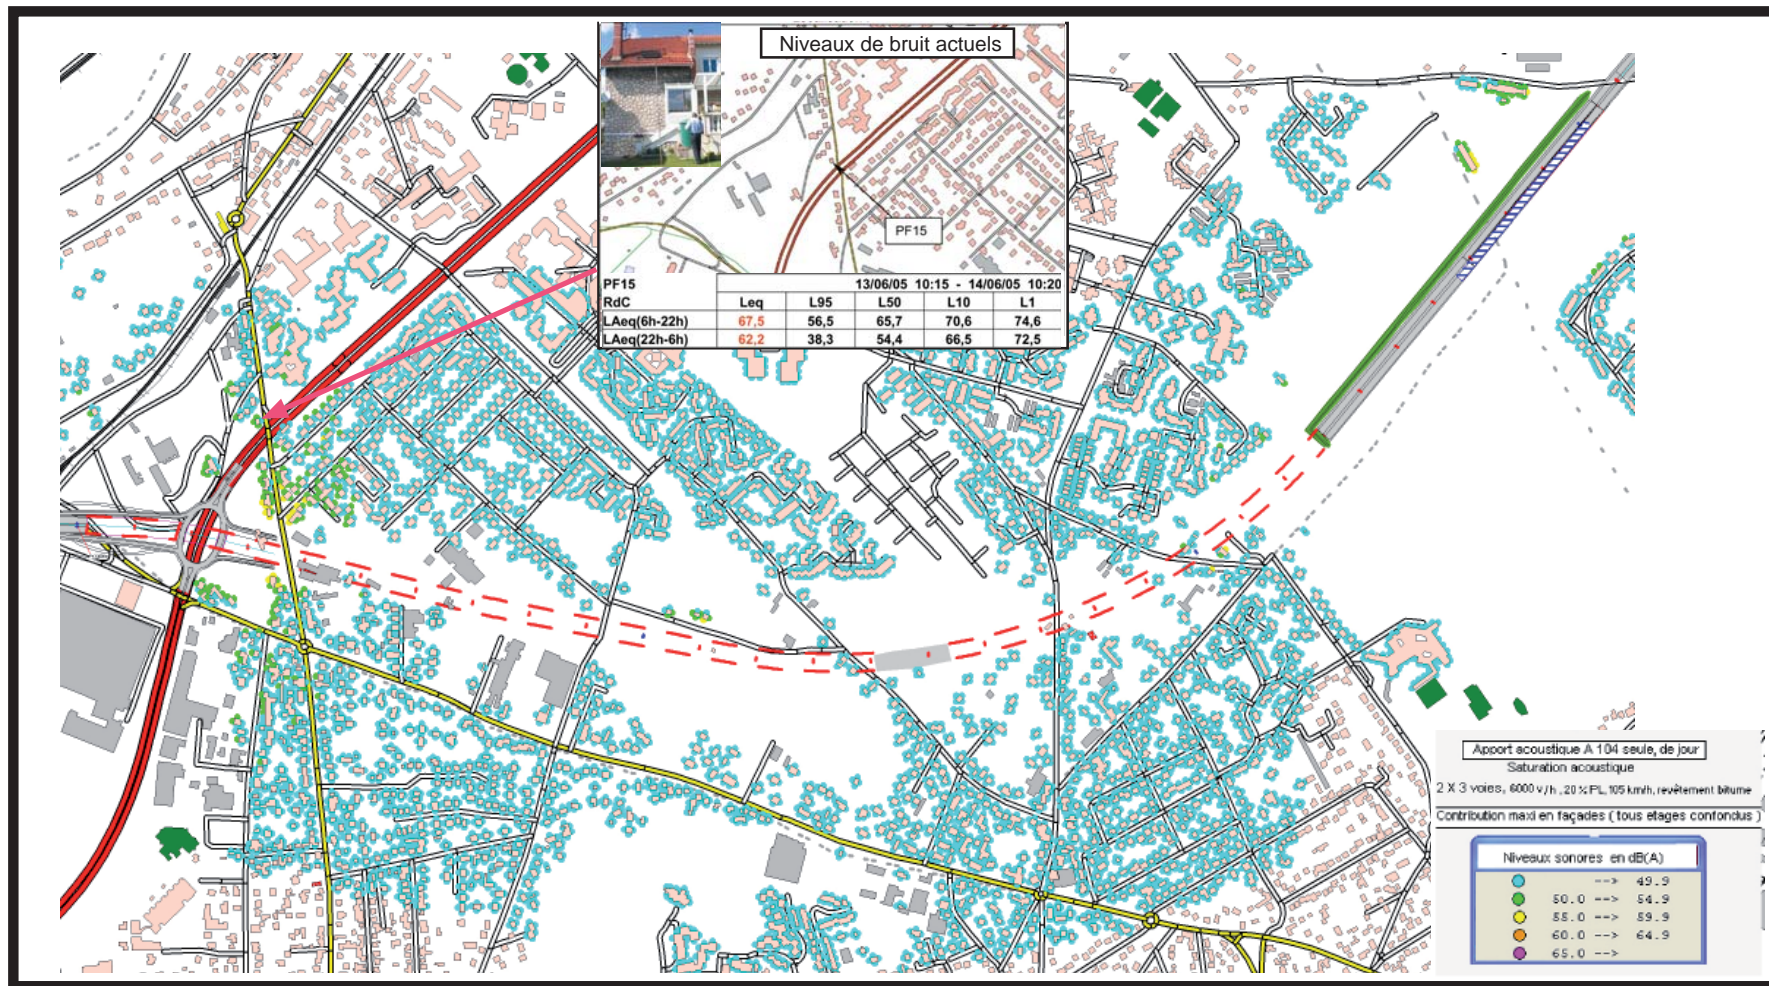 Niveaux de bruit actuels
PF15
PF15 13/06/05 10:15 - 14/06/05 10:20
RdC Leq L95 L50 L10 L1
LAeq(6h-22h) 67,5 56,5 65,7 70,6 74,6
LAeq(22h-6h) 62,2 38,3 54,4 66,5 72,5
Apport acoustique A 104 seule, de jour
Saturation acoustique
2 X 3 voies, 6000 v/h , 20 % PL, 105 km/h, revêtement bitume
Contribution maxi en façades ( tous etages confondus )
Niveaux sonores en dB(A)
--> 49.9
50.0 --> 54.9
55.0 --> 59.9
60.0 --> 64.9
65.0 -->